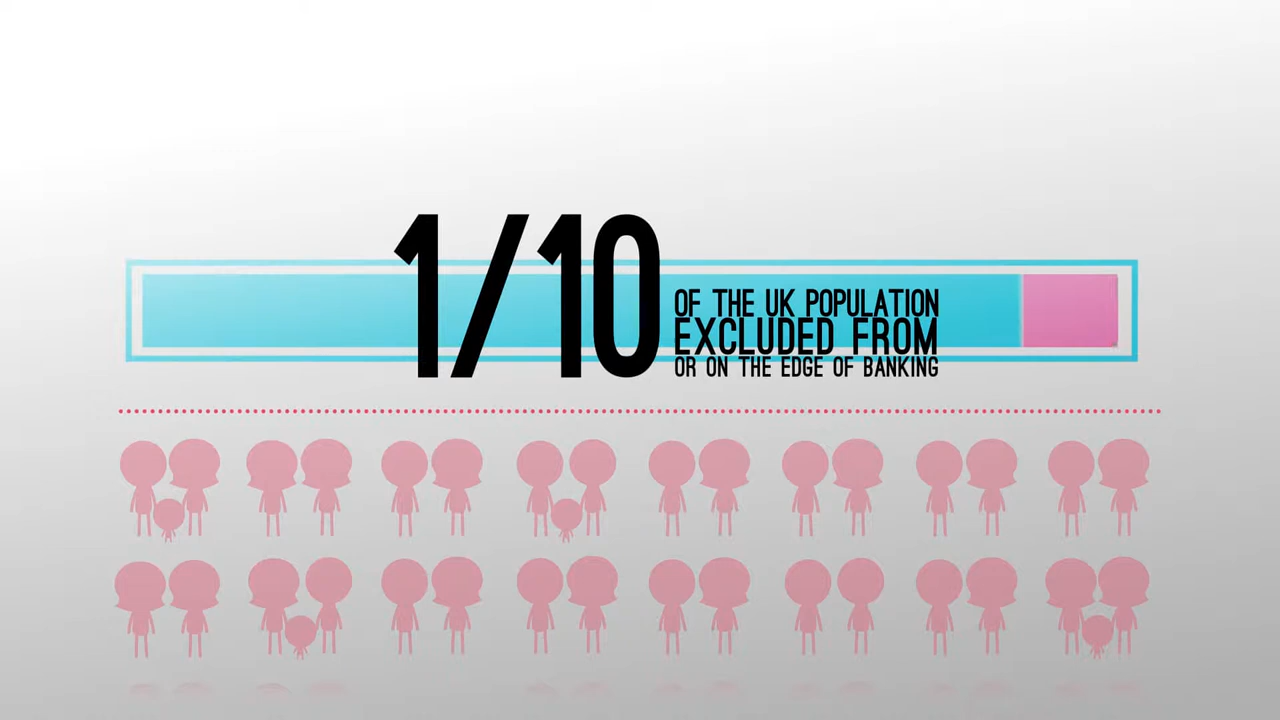 1/10
OF THE UK POPULATION
EXCLUDED FROM
OR ON THE EDGE OF BANKING